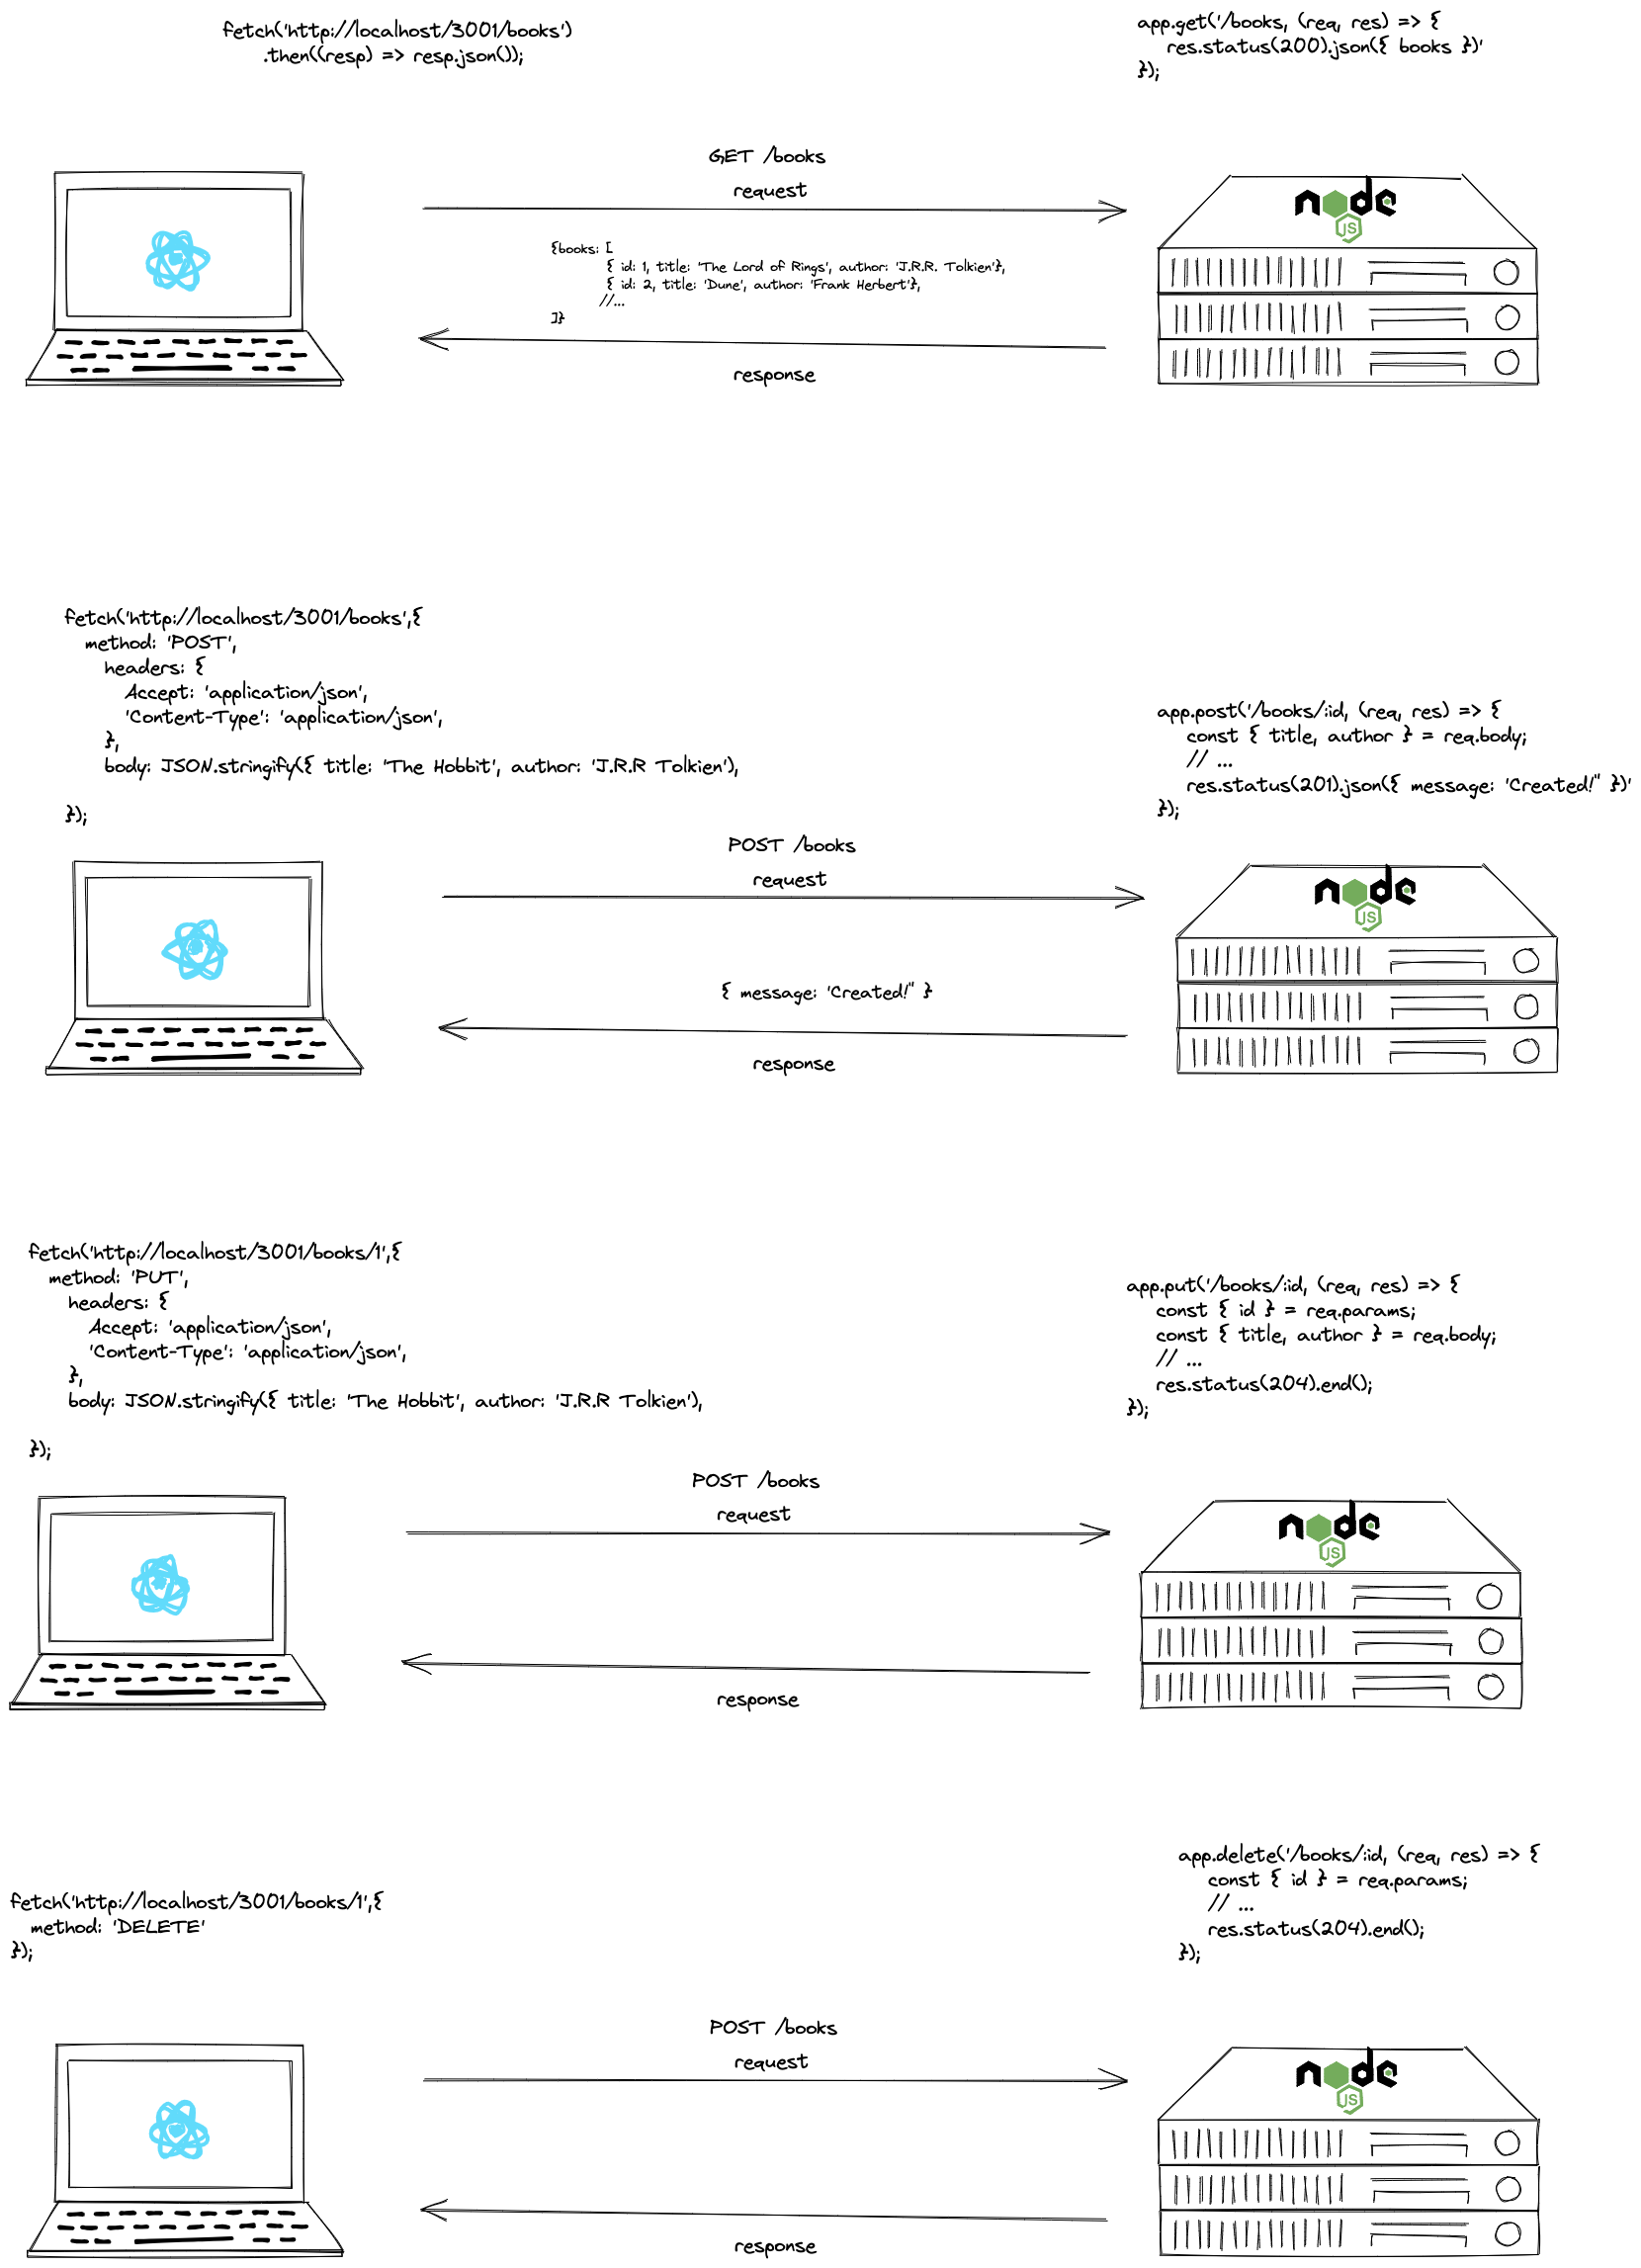 fetch('http://localhost/3001/books')
.then((resp) => resp.json());
app.get('/books, (req, res) => {
res.status(200).json({ books })'
});
GET /books
request
node
JS
{books: [
{ id: 1, title: 'The Lord of Rings', author: 'J.R.R. Tolkien'},
{ id: 2, title: 'Dune', author: 'Frank Herbert'},
//...
]}
response
fetch('http://localhost/3001/books',{
method: 'POST',
headers: {
Accept: 'application/json',
'Content-Type': 'application/json',
},
body: JSON.stringify({ title: 'The Hobbit', author: 'J.R.R Tolkien'),
});
app.post('/books/:id, (req, res) => {
const { title, author } = req.body;
// ...
res.status(201).json({ message: 'Created!" })'
});
POST /books
request
node
JS
{ message: 'Created!" }
response
fetch('http://localhost/3001/books/1',{
method: 'PUT',
headers: {
Accept: 'application/json',
'Content-Type': 'application/json',
},
body: JSON.stringify({ title: 'The Hobbit', author: 'J.R.R Tolkien'),
});
app.put('/books/:id, (req, res) => {
const { id } = req.params;
const { title, author } = req.body;
// ...
res.status(204).end();
});
POST /books
request
node
JS
response
fetch('http://localhost/3001/books/1',{
method: 'DELETE'
});
app.delete('/books/:id, (req, res) => {
const { id } = req.params;
// ...
res.status(204).end();
});
POST /books
request
node
JS
response